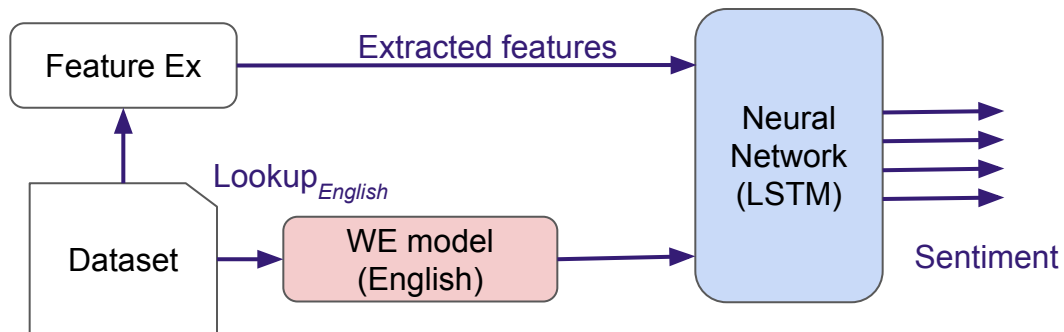 Feature Ex
Extracted features
Neural
Network
(LSTM)
Lookup English
Dataset
WE model
(English)
Sentiment